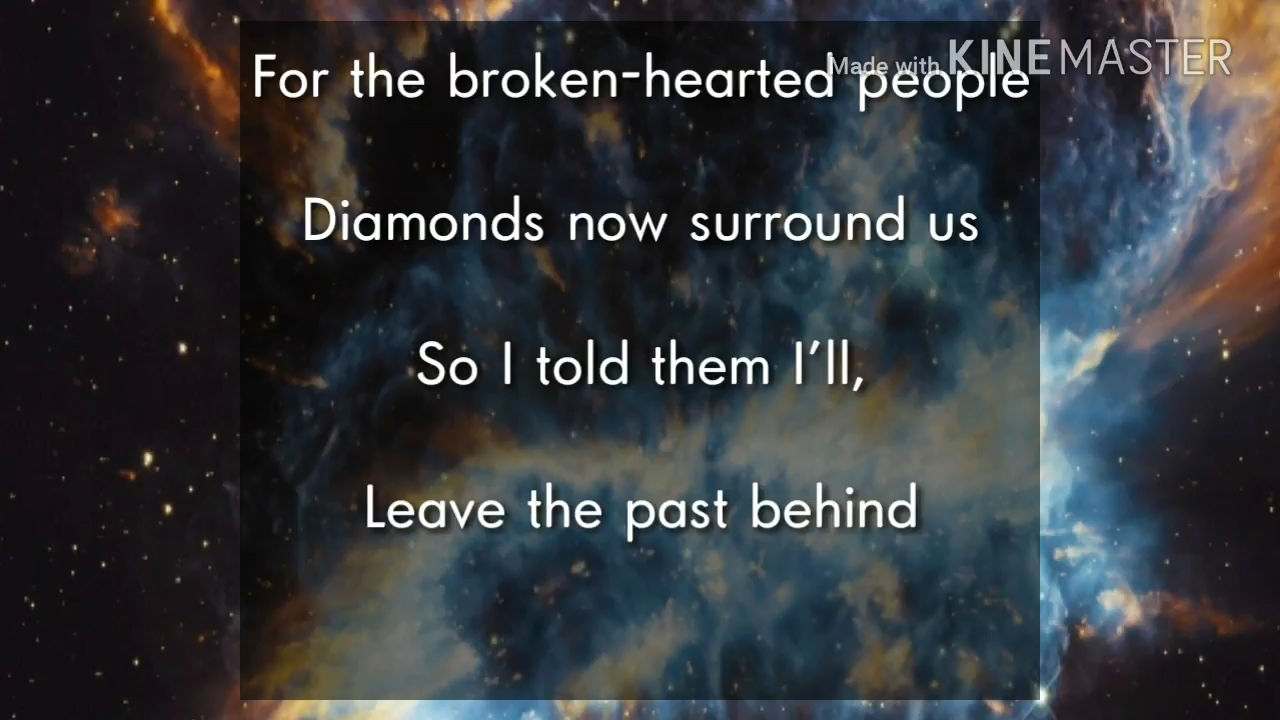 Made with KINEMASTER
For the broken-hearted people
Diamonds now surround us
So I told them I’ll,
Leave the past behind